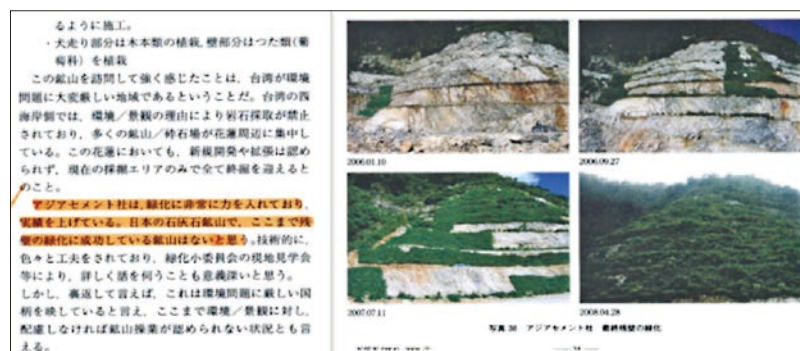 るように施工。
・犬走り部分は木本類の植栽，壁部分はつた類（葡
萄科）を植栽
この鉱山を訪問して強く感じたことは，台湾が環境
問題に大変厳しい地域であるということだ。台湾の西
海岸側では，環境／景観の理由により岩石採取が禁止
されており，多くの鉱山／砕石場が花蓮周辺に集中し
ている。この花蓮においても，新規開発や拡張は認め
られず，現在の採掘エリアのみで全て終掘を迎えると
のこと。
アジアセメント社は，緑化に非常に力を入れており，
実績を上げている。日本の石灰石鉱山で，ここまで残
壁の緑化に成功している鉱山はないと思う。技術的に，
色々と工夫をされており，緑化小委員会の現地見学会
等により，詳しく話を伺うことも意義深いと思う。
しかし，裏返して言えば，これは環境問題に厳しい国
柄を映していると言え，ここまで環境／景観に対し，
配慮しなければ鉱山操業が認められない状況とも言
える。
2006.01.10
2006.09.27
2007.07.11
2008.04.28
写真38 アジアセメント社 最終残壁の緑化